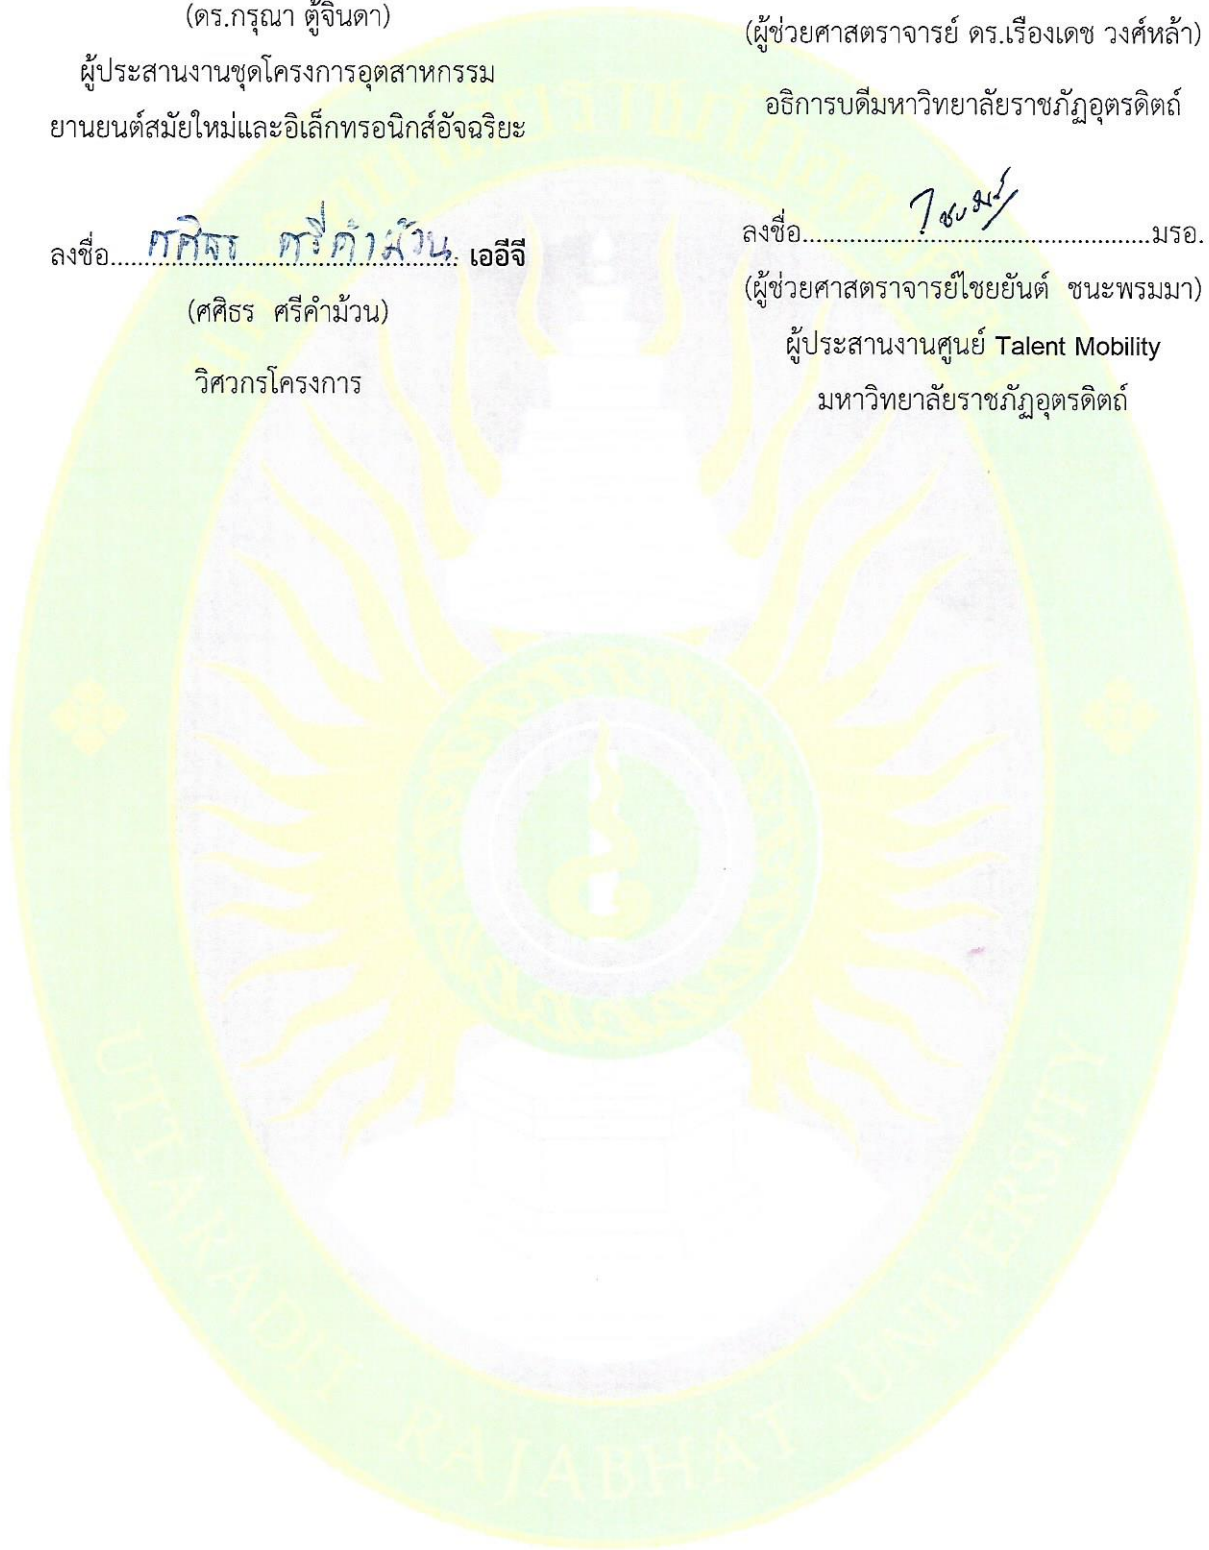 (ดร.กรุณา ตู้จินดา)
ผู้ประสานงานชุดโครงการอุตสาหกรรม
ยานยนต์สมัยใหม่และอิเล็กทรอนิกส์อัจฉริยะ
ลงชื่อ.....ศศิธร ศรีคำม้วน..... เออีจี
(ศศิธร ศรีคำม้วน)
วิศวกรโครงการ
(ผู้ช่วยศาสตราจารย์ ดร.เรืองเดช วงศ์หล้า)
อธิการบดีมหาวิทยาลัยราชภัฏอุตรดิตถ์
ลงชื่อ..........มรอ.
(ผู้ช่วยศาสตราจารย์ไชยยันต์ ชนะพรมมา)
ผู้ประสานงานศูนย์ Talent Mobility
มหาวิทยาลัยราชภัฏอุตรดิตถ์
UTTARADIT RAJABHAT UNIVERSITY